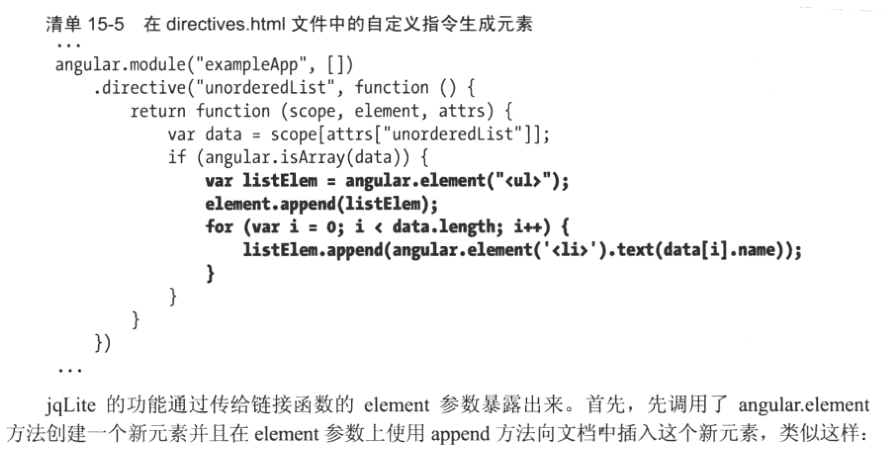 清单 15-5 在 directives.html 文件中的自定义指令生成元素
...
angular.module("exampleApp", [])
    .directive("unorderedList", function () {
        return function (scope, element, attrs) {
            var data = scope[attrs["unorderedList"]];
            if (angular.isArray(data)) {
                var listElem = angular.element("<ul>");
                element.append(listElem);
                for (var i = 0; i < data.length; i++) {
                    listElem.append(angular.element('<li>').text(data[i].name));
                }
            }
        }
    })
...
jqLite 的功能通过传给链接函数的 element 参数暴露出来。首先，先调用了 angular.element
方法创建一个新元素并且在 element 参数上使用 append 方法向文档中插入这个新元素，类似这样：